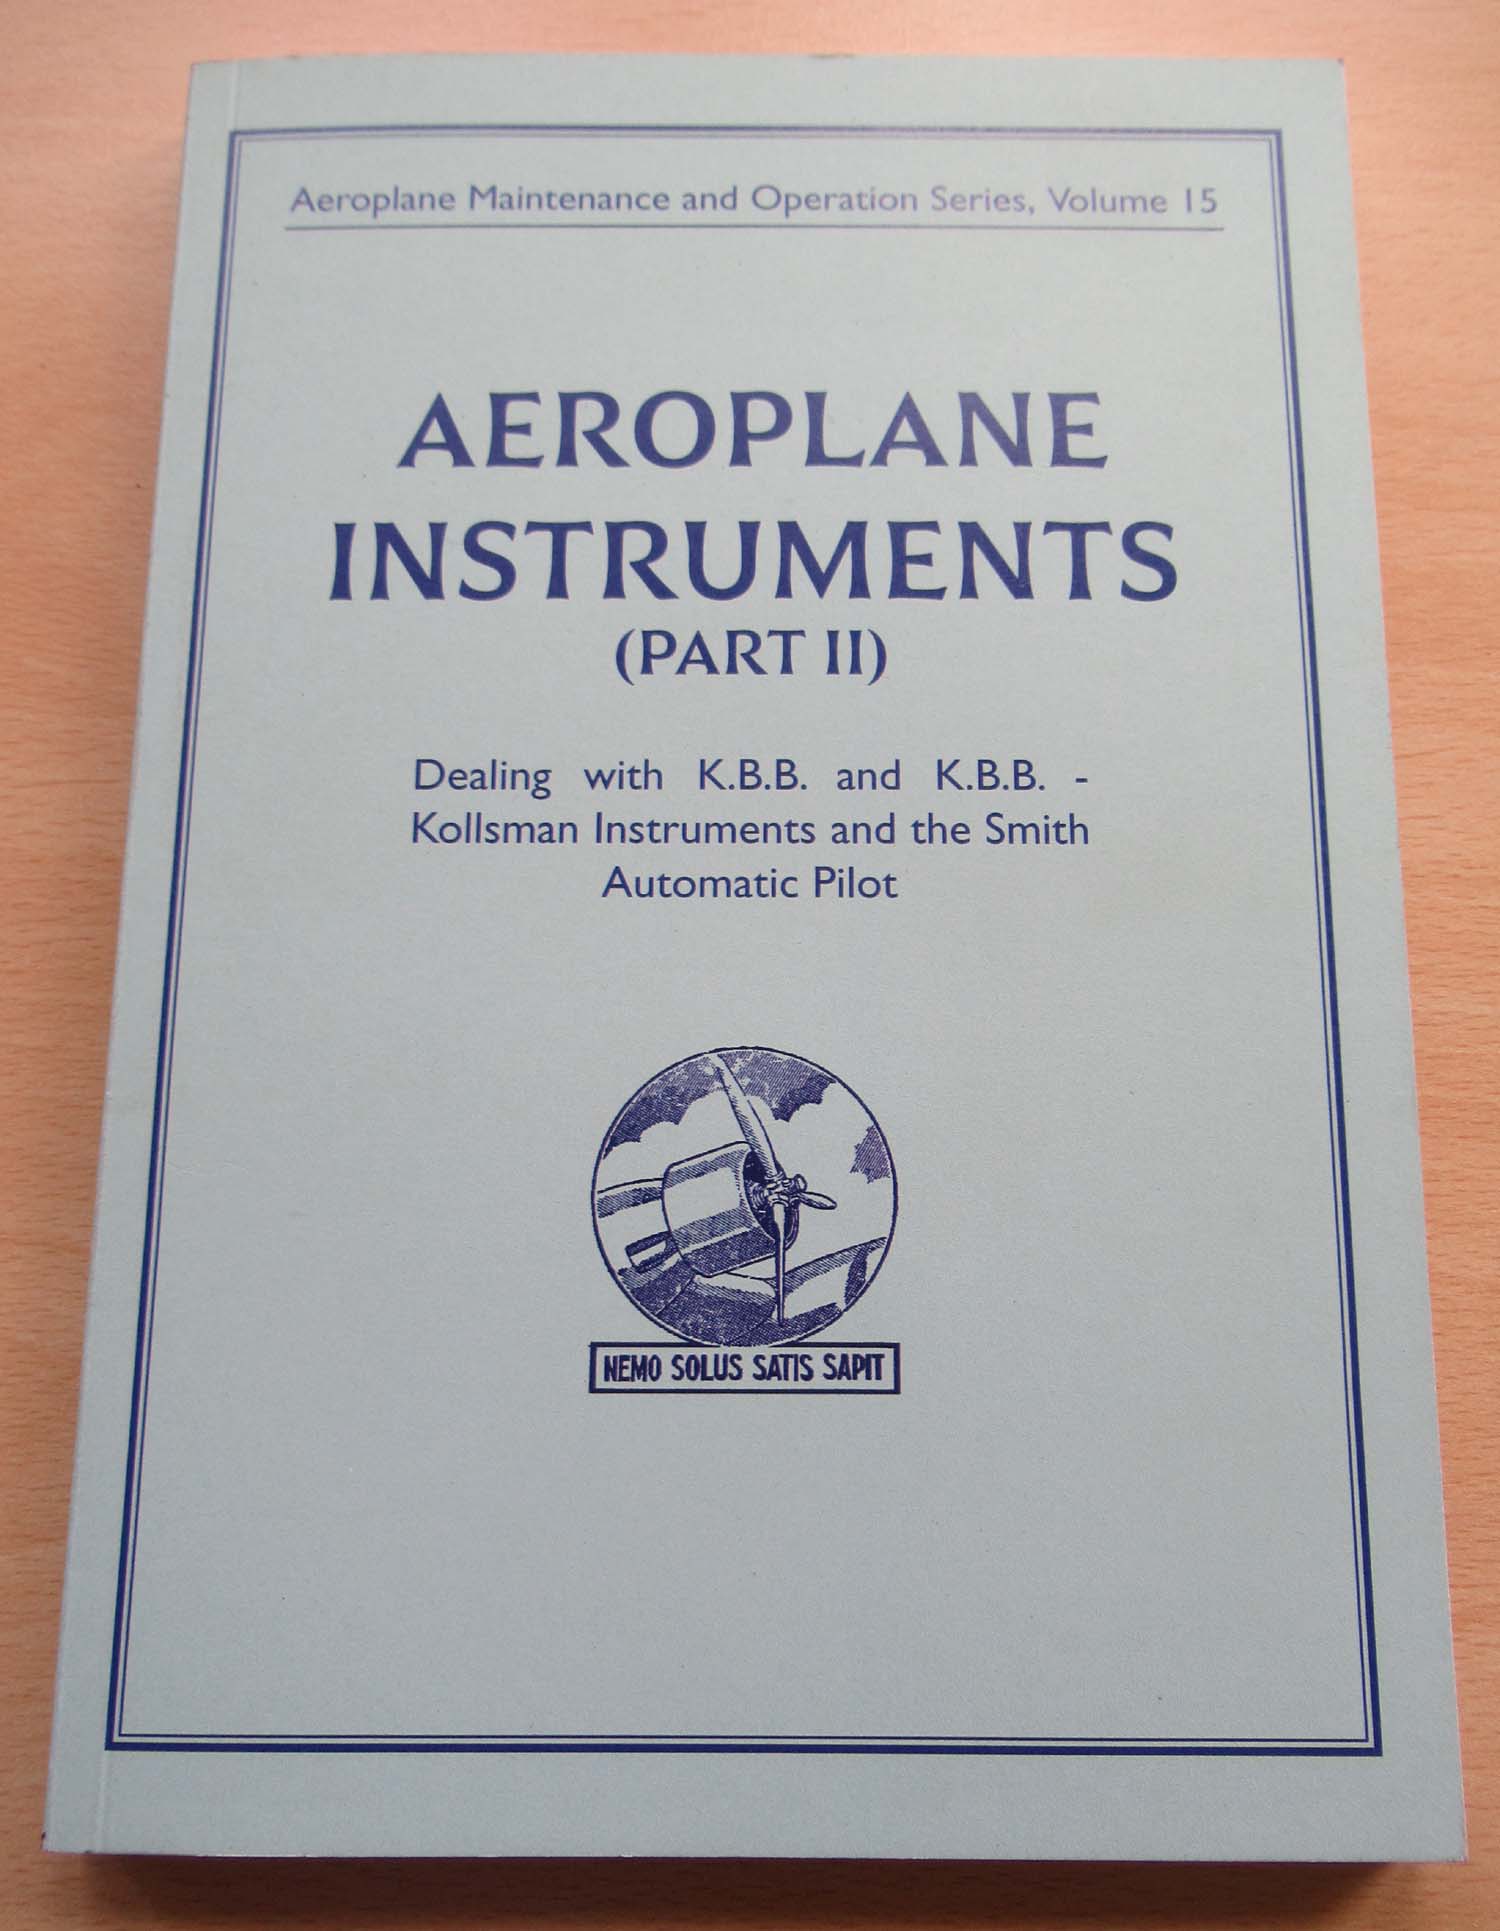 Aeroplane Maintenance and Operation Series, Volume 15
AEROPLANE
INSTRUMENTS
(PART II)
Dealing with K.B.B. and K.B.B. -
Kollsman Instruments and the Smith
Automatic Pilot
NEMO SOLUS SATIS SAPIT